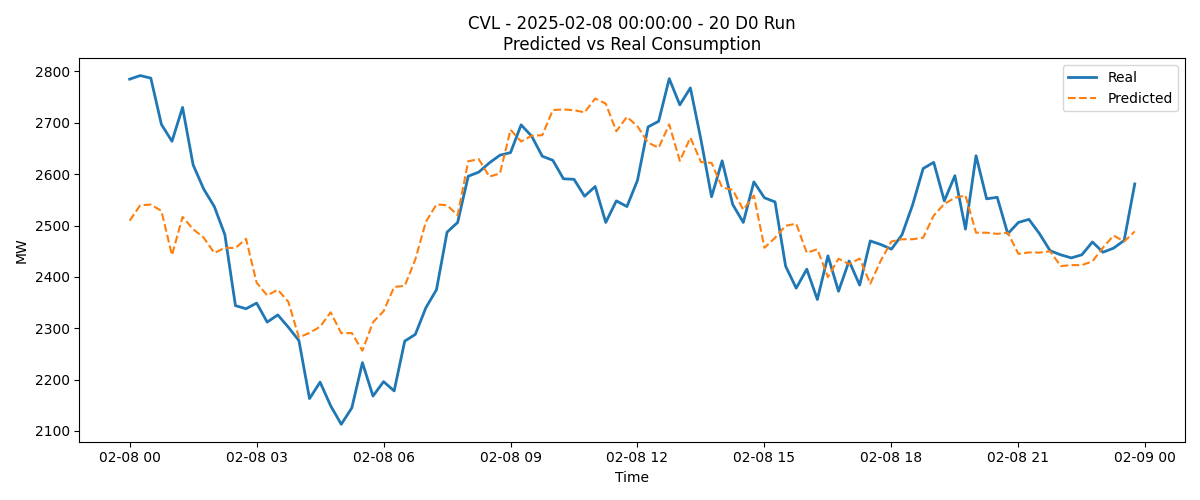 CVL - 2025-02-08 00:00:00 - 20 D0 Run
Predicted vs Real Consumption
Real
Predicted
MW
2800
2700
2600
2500
2400
2300
2200
2100
02-08 00
02-08 03
02-08 06
02-08 09
02-08 12
02-08 15
02-08 18
02-08 21
02-09 00
Time